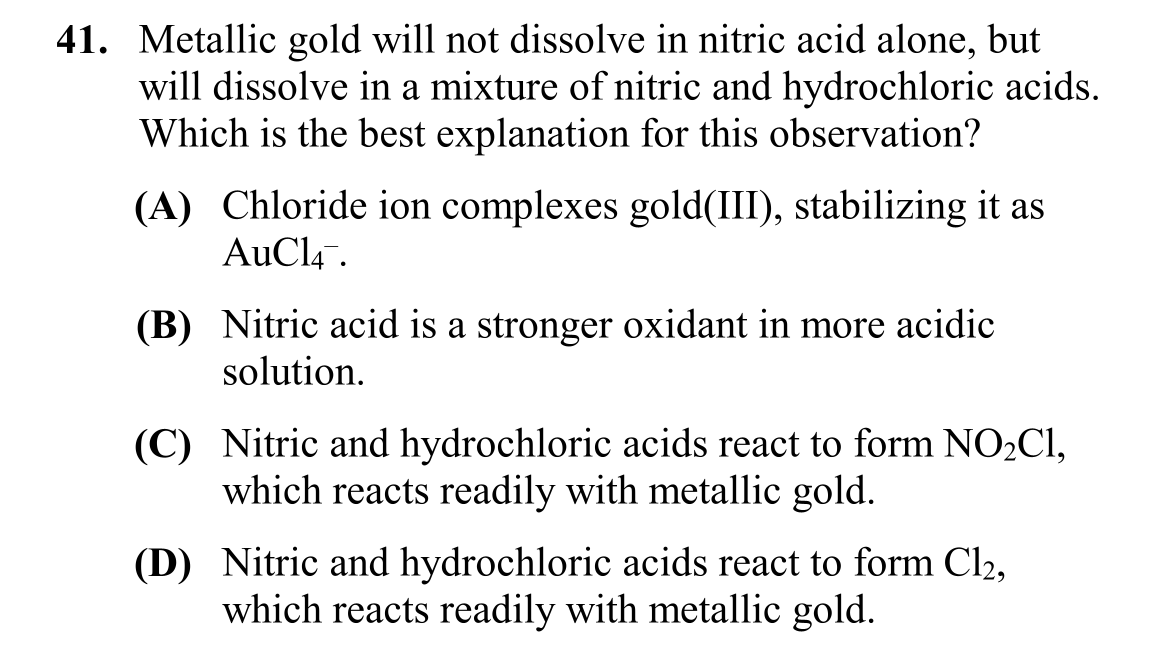 41. Metallic gold will not dissolve in nitric acid alone, but
will dissolve in a mixture of nitric and hydrochloric acids.
Which is the best explanation for this observation?
(A) Chloride ion complexes gold(III), stabilizing it as
AuCl₄⁻.
(B) Nitric acid is a stronger oxidant in more acidic
solution.
(C) Nitric and hydrochloric acids react to form NO₂Cl,
which reacts readily with metallic gold.
(D) Nitric and hydrochloric acids react to form Cl₂,
which reacts readily with metallic gold.